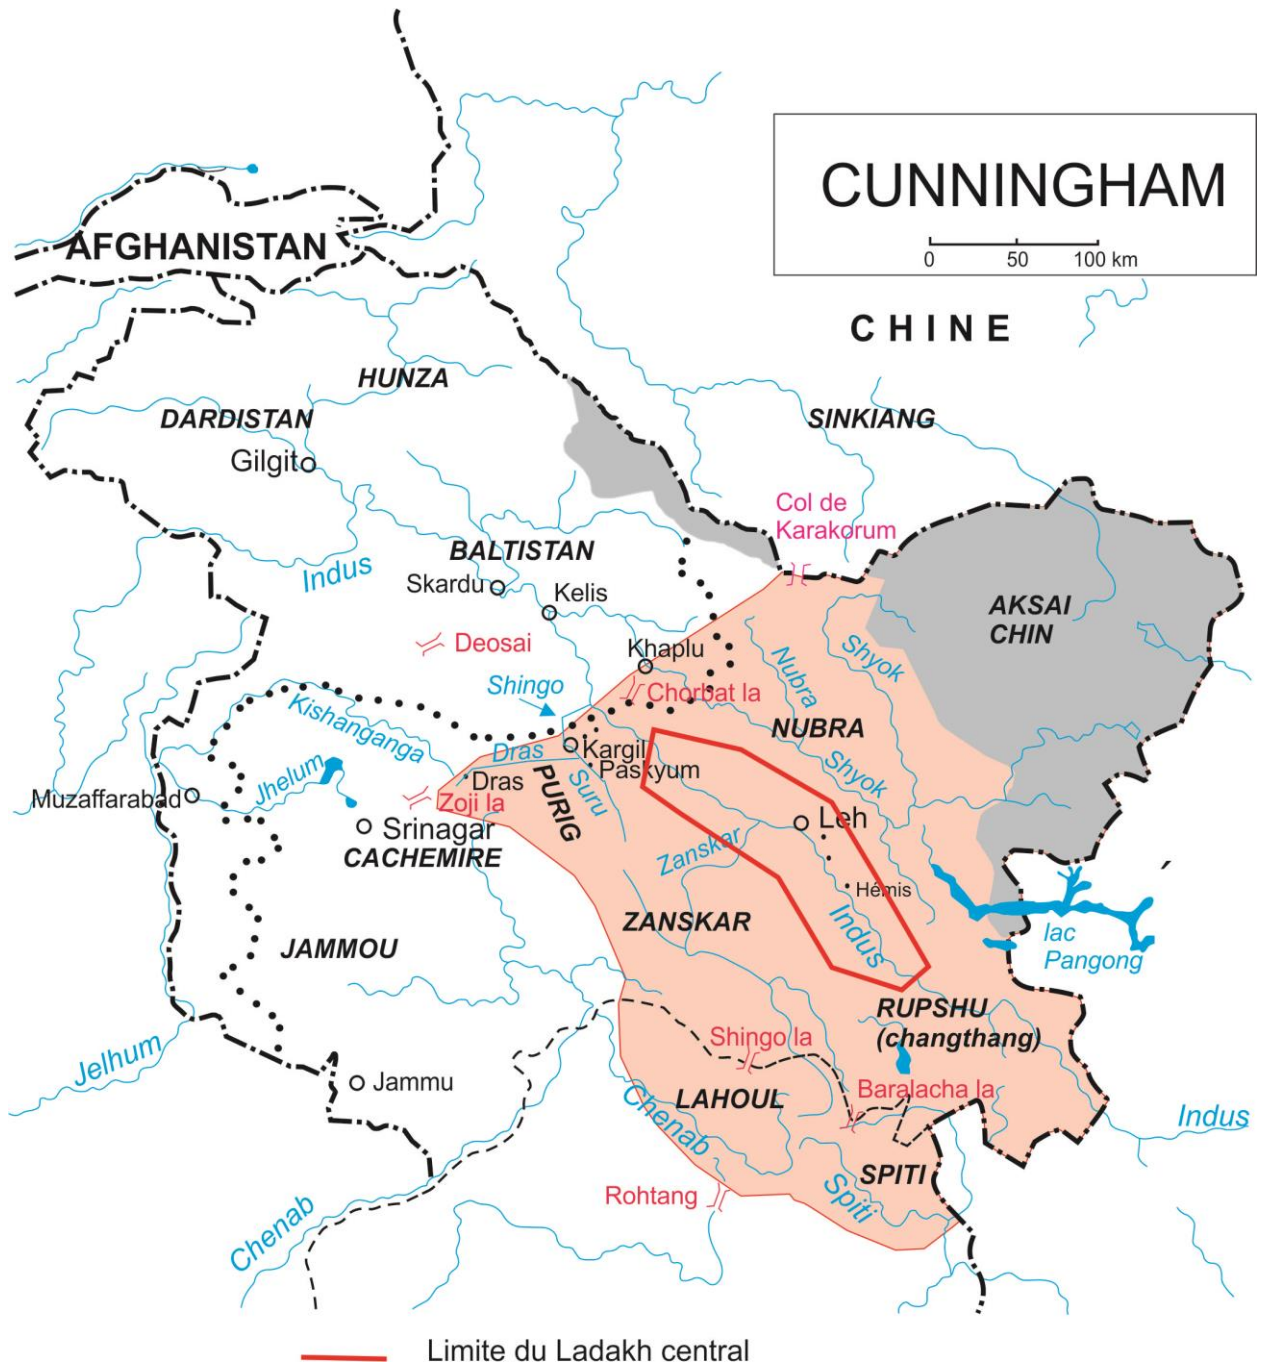 CUNNINGHAM
0 50 100 km
AFGHANISTAN
CHINE
HUNZA
DARDISTAN
SINKIANG
Gilgit
Col de
Karakorum
BALTISTAN
Indus
Skardu
Kelis
AKSAI
CHIN
Deosai
Khaplu
Nubra
Shyok
Shingo
Chorbat la
Kishanganga
NUBRA
Dras
Kargil
Paskyum
Jhelum
Dras
PURIG
Suru
Shyok
Muzaffarabad
Zoji la
Srinagar
Leh
CACHEMIRE
Zanskar
Hémis
ZANSKAR
Indus
JAMMOU
lac
Pangong
RUPSHU
(changthang)
Shingo la
Jelhum
Jammu
LAHOUL
Baralacha la
Chenab
Indus
SPITI
Rohtang
Spiti
Chenab
Limite du Ladakh central